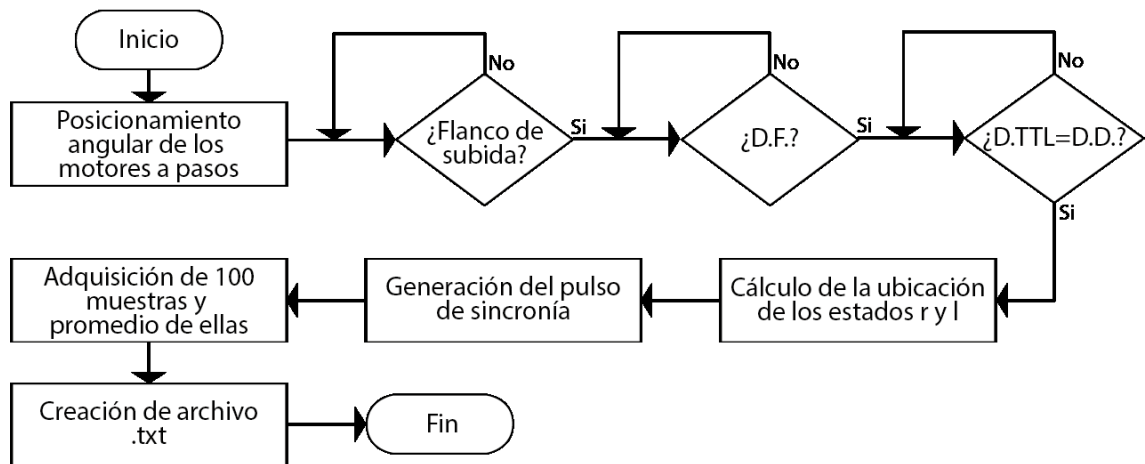 Inicio
Posicionamiento
angular de los
motores a pasos
No
¿Flanco de
subida?
Si
No
¿D.F.?
Si
No
¿D.TTL=D.D.?
Si
Cálculo de la ubicación
de los estados r y l
Generación del pulso
de sincronía
Adquisición de 100
muestras y
promedio de ellas
Creación de archivo
.txt
Fin